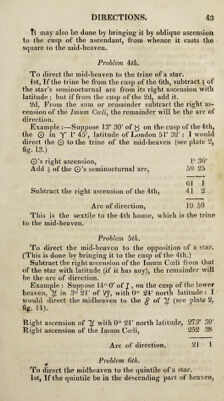 DIRECTIONS. 43
It may also be done by bringing it by oblique ascension
to the cusp of the ascendant, from whence it casts the
square to the mid-heaven.
Problem 4th.
To direct the mid-heaven to the trine of a star.
1st, If the trine be from the cusp of the 6th, subtract ⅔ of
the star's seminocturnal arc from its right ascension with
latitude; but if from the cusp of the 2d, add it.
2d, From the sum or remainder subtract the right as-
cension of the Imum Cœli, the remainder will be the arc of
direction.
Example:—Suppose 13° 30' of ♓ on the cusp of the 4th,
the ☉ in ♈ 1° 45', latitude of London 51° 32': I would
direct the ☉ to the trine of the mid-heaven (see plate 2,
fig. 13.)
☉'s right ascension, 1° 36'
Add ⅔ of the ☉'s seminocturnal arc, 59 25
61 1
Subtract the right ascension of the 4th, 41 2
Arc of direction, 19 59
This is the sextile to the 4th house, which is the trine
to the mid-heaven.
Problem 5th.
To direct the mid-heaven to the opposition of a star.
(This is done by bringing it to the cusp of the 4th.)
Subtract the right ascension of the Imum Cœli from that
of the star with latitude (if it has any), the remainder will
be the arc of direction.
Example: Suppose 14° 0' of ♐, on the cusp of the lower
heaven, ♃ in 3° 24' of ♑, with 0° 24' north latitude: I
would direct the midheaven to the ☍ of ♃ (see plate 2,
fig. 14).
Right ascension of ♃ with 0° 24' north latitude, 273° 39'
Right ascension of the Imum Cœli, 252 38
Arc of direction. 21 1
Problem 6th.
To direct the midheaven to the quintile of a star.
1st, If the quintile be in the descending part of heaven,